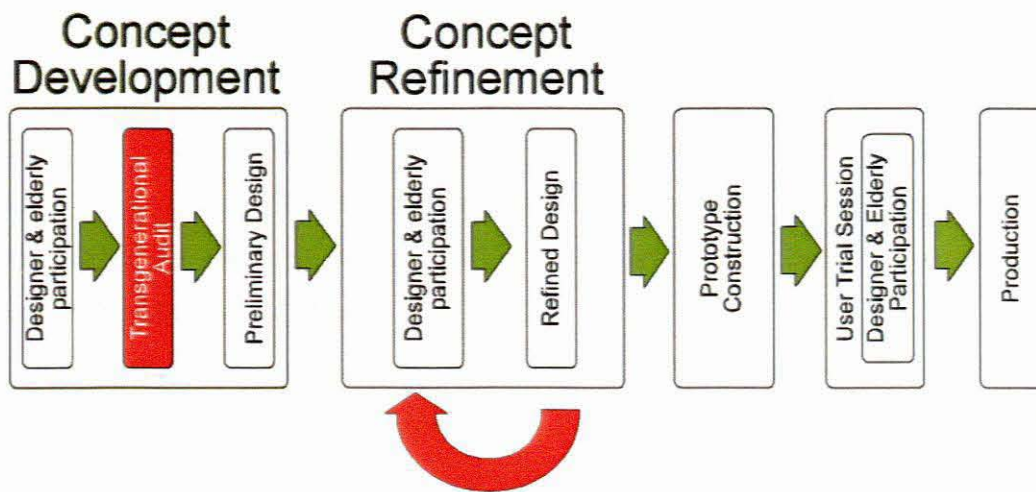 Concept
Development
Concept
Refinement
Designer & elderly
participation
Transgenerational
Audit
Preliminary Design
Designer & elderly
participation
Refined Design
Prototype
Construction
User Trial Session
Designer & Elderly
Participation
Production